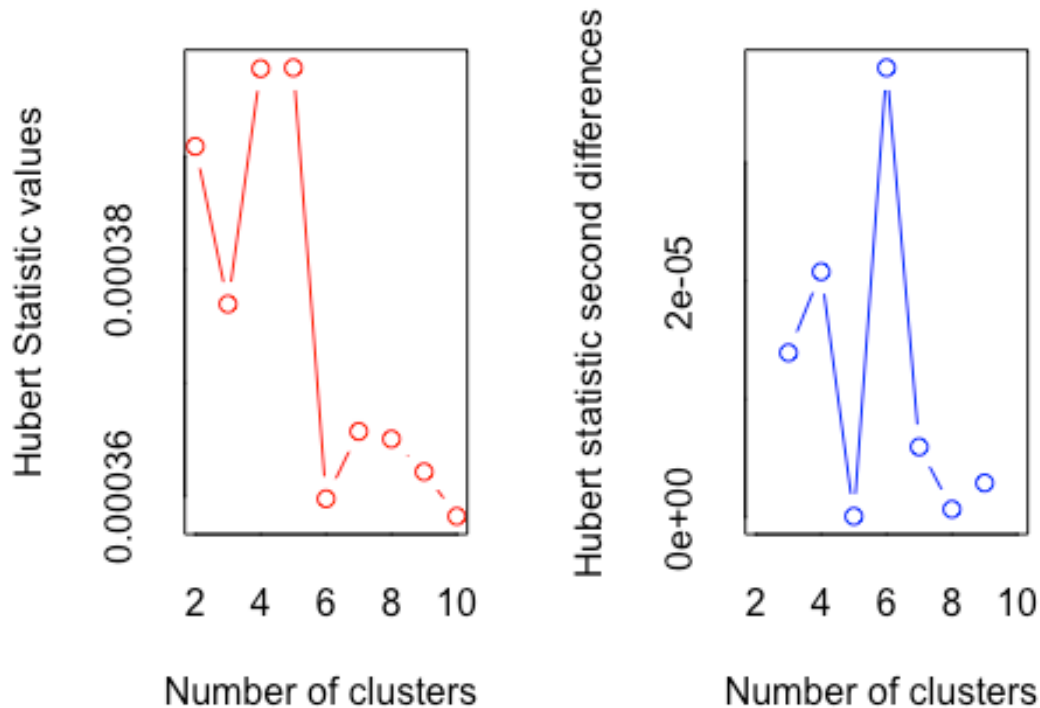 Hubert Statistic values
0.00036 0.00038
2 4 6 8 10
Number of clusters
Hubert statistic second differences
0e+00 2e-05
2 4 6 8 10
Number of clusters